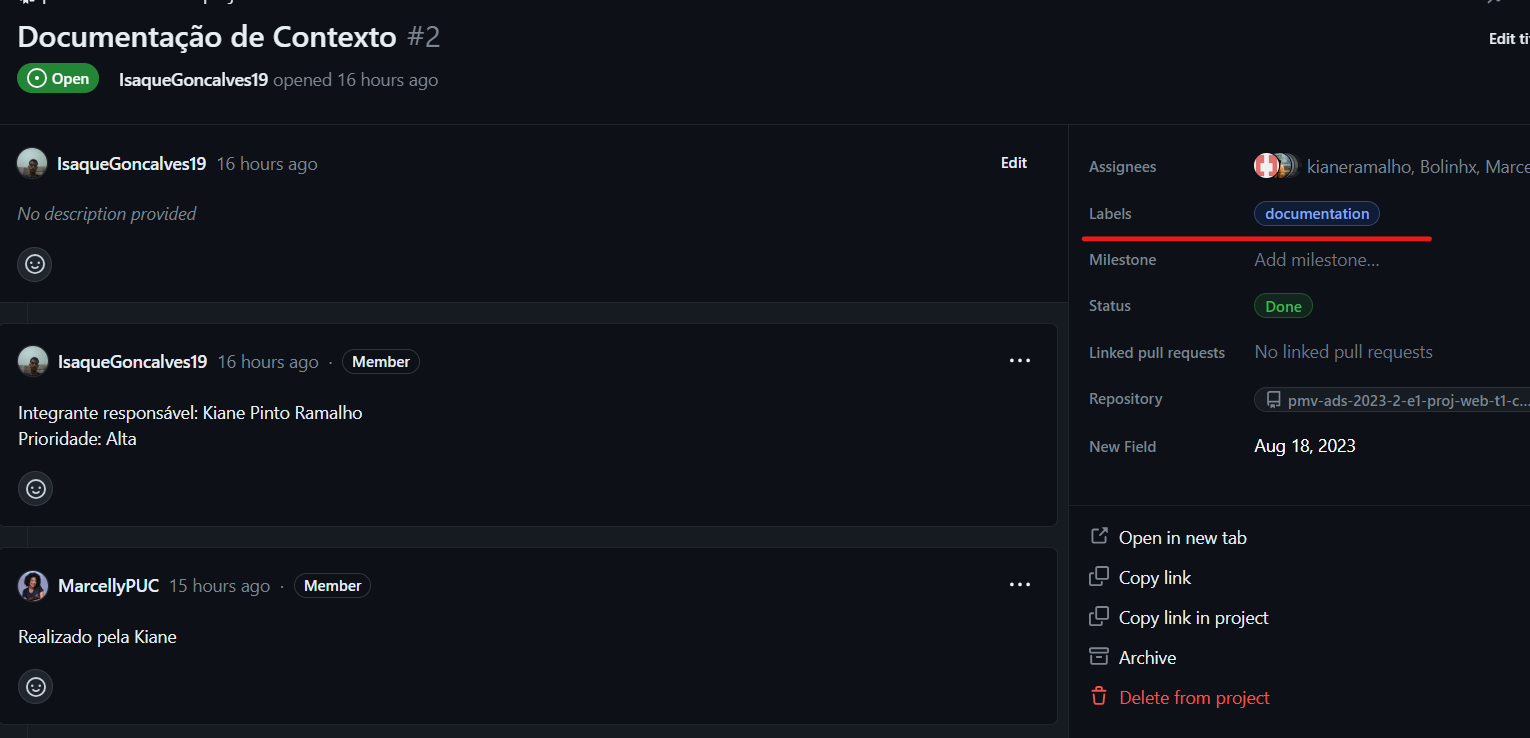 Documentação de Contexto #2
Edit ti
Open
IsaqueGoncalves19 opened 16 hours ago
IsaqueGoncalves19 16 hours ago
Edit
No description provided
IsaqueGoncalves19 16 hours ago · Member
Integrante responsável: Kiane Pinto Ramalho
Prioridade: Alta
MarcellyPUC 15 hours ago · Member
Realizado pela Kiane
Assignees kianeramalho, Bolinhx, Marce
Labels documentation
Milestone Add milestone...
Status Done
Linked pull requests No linked pull requests
Repository pmv-ads-2023-2-e1-proj-web-t1-c...
New Field Aug 18, 2023
Open in new tab
Copy link
Copy link in project
Archive
Delete from project